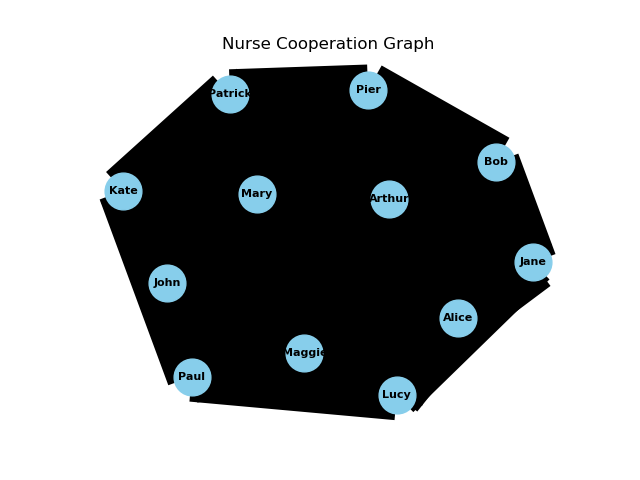 Nurse Cooperation Graph
Patrick
Pier
Bob
Kate
Mary
Arthur
Jane
John
Alice
Maggie
Paul
Lucy